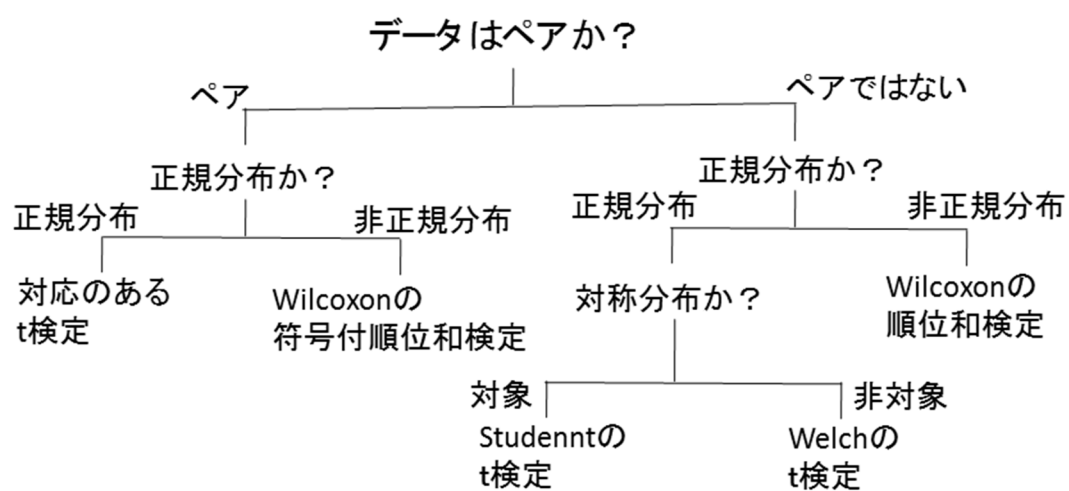 データはペアか？
ペア
ペアではない
正規分布か？
正規分布か？
正規分布
非正規分布
正規分布
非正規分布
対応のある
t検定
Wilcoxonの
符号付順位和検定
対称分布か？
Wilcoxonの
順位和検定
対象
非対象
Studenntの
t検定
Welchの
t検定